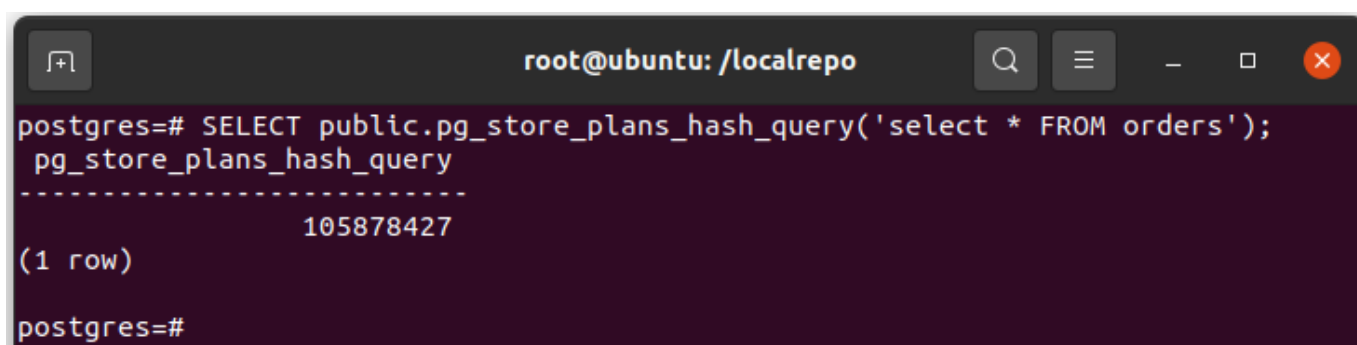 root@ubuntu: /localrepo
postgres=# SELECT public.pg_store_plans_hash_query('select * FROM orders');
 pg_store_plans_hash_query
---------------------------
                 105878427
(1 row)
postgres=#